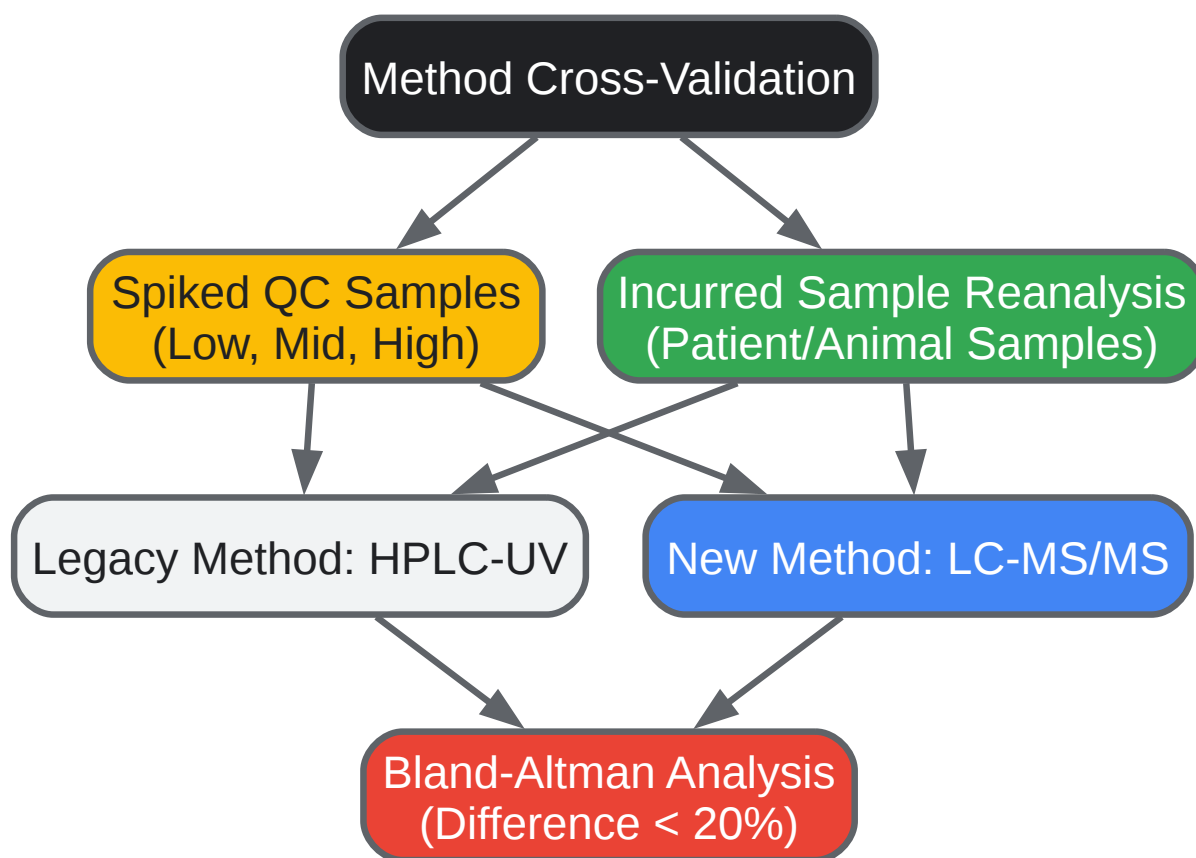 Method Cross-Validation
Spiked QC Samples
(Low, Mid, High)
Incurred Sample Reanalysis
(Patient/Animal Samples)
Legacy Method: HPLC-UV
New Method: LC-MS/MS
Bland-Altman Analysis
(Difference < 20%)